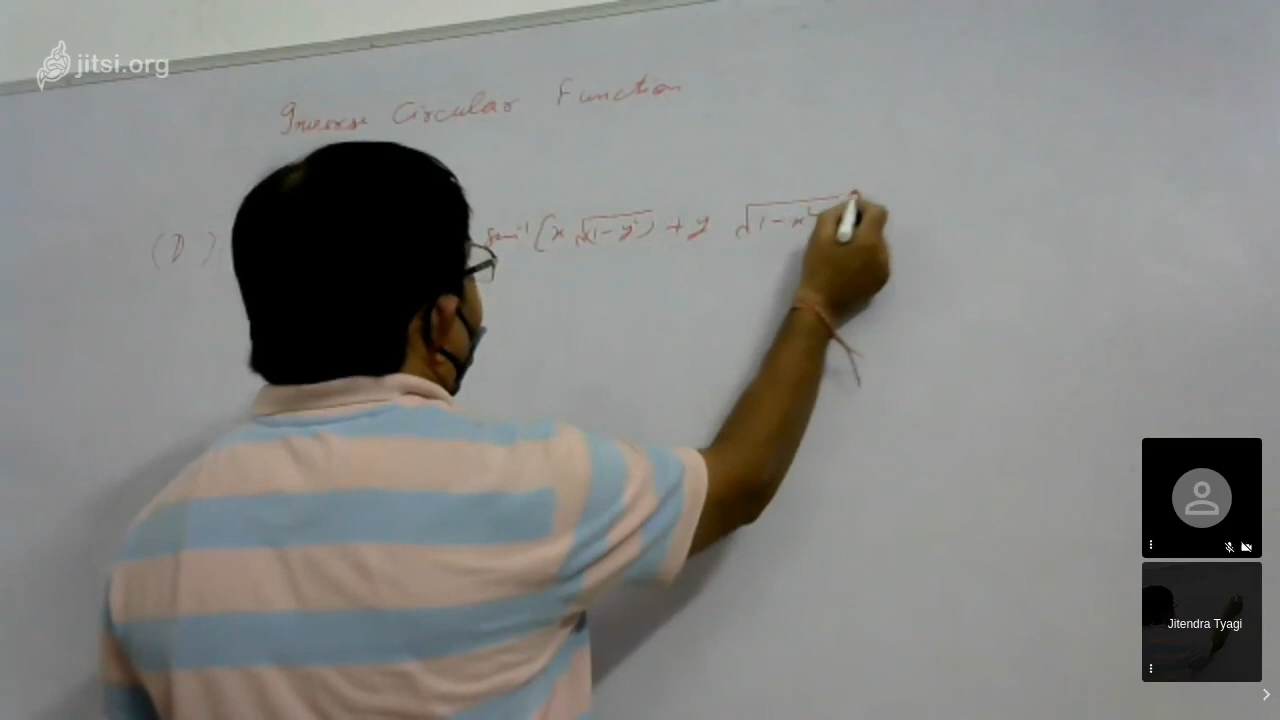 jitsi.org
Inverse Circular Function
(1) sin⁻¹ (x √(1-y²) + y √(1-x²
Jitendra Tyagi